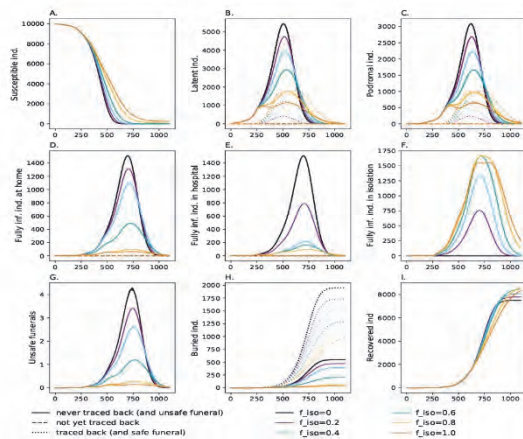 A.
B.
C.
10000
8000
6000
4000
2000
0
Susceptible ind.
5000
4000
3000
2000
1000
0
Latent ind.
3000
2500
2000
1500
1000
500
0
Podromal ind.
0 250 500 750 1000
0 250 500 750 1000
0 250 500 750 1000
D.
E.
F.
1400
1200
1000
800
600
400
200
0
Fully inf. ind. at home
1400
1200
1000
800
600
400
200
0
Fully inf. ind. in hospital
1750
1500
1250
1000
750
500
250
0
Fully inf. ind. in isolation
0 250 500 750 1000
0 250 500 750 1000
0 250 500 750 1000
G.
H.
I.
4
3
2
1
0
Unsafe funerals
2000
1750
1500
1250
1000
750
500
250
0
Buried ind.
8000
6000
4000
2000
0
Recovered ind.
0 250 500 750 1000
0 250 500 750 1000
0 250 500 750 1000
never traced back (and unsafe funeral)
not yet traced back
traced back (and safe funeral)
f_iso=0
f_iso=0.2
f_iso=0.4
f_iso=0.6
f_iso=0.8
f_iso=1.0